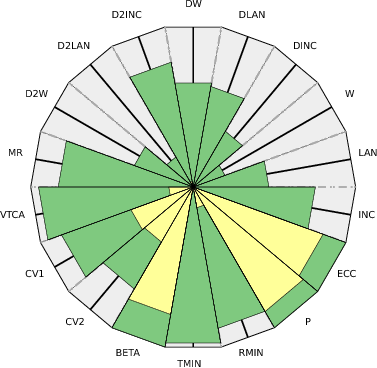 DW
D2INC
DLAN
D2LAN
DINC
D2W
W
MR
LAN
VTCA
INC
CV1
ECC
CV2
P
BETA
RMIN
TMIN